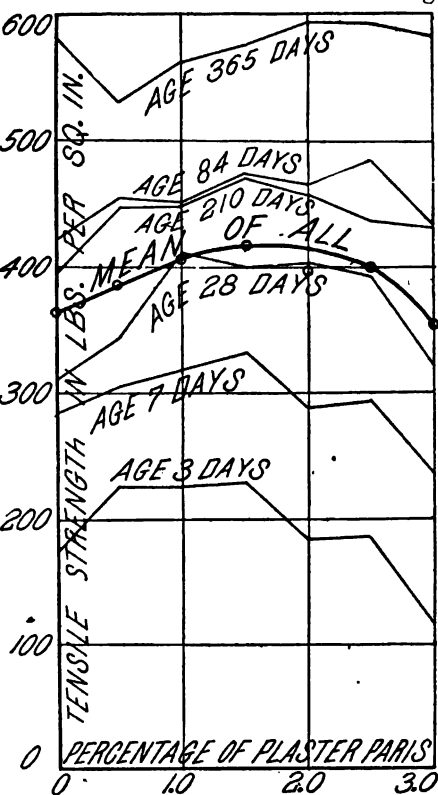 600
500
400
300
200
100
0
TENSILE STRENGTH IN LBS. PER SQ. IN.
AGE 365 DAYS
AGE 84 DAYS
AGE 210 DAYS
MEAN OF ALL
AGE 28 DAYS
AGE 7 DAYS
AGE 3 DAYS
PERCENTAGE OF PLASTER PARIS
0 1.0 2.0 3.0